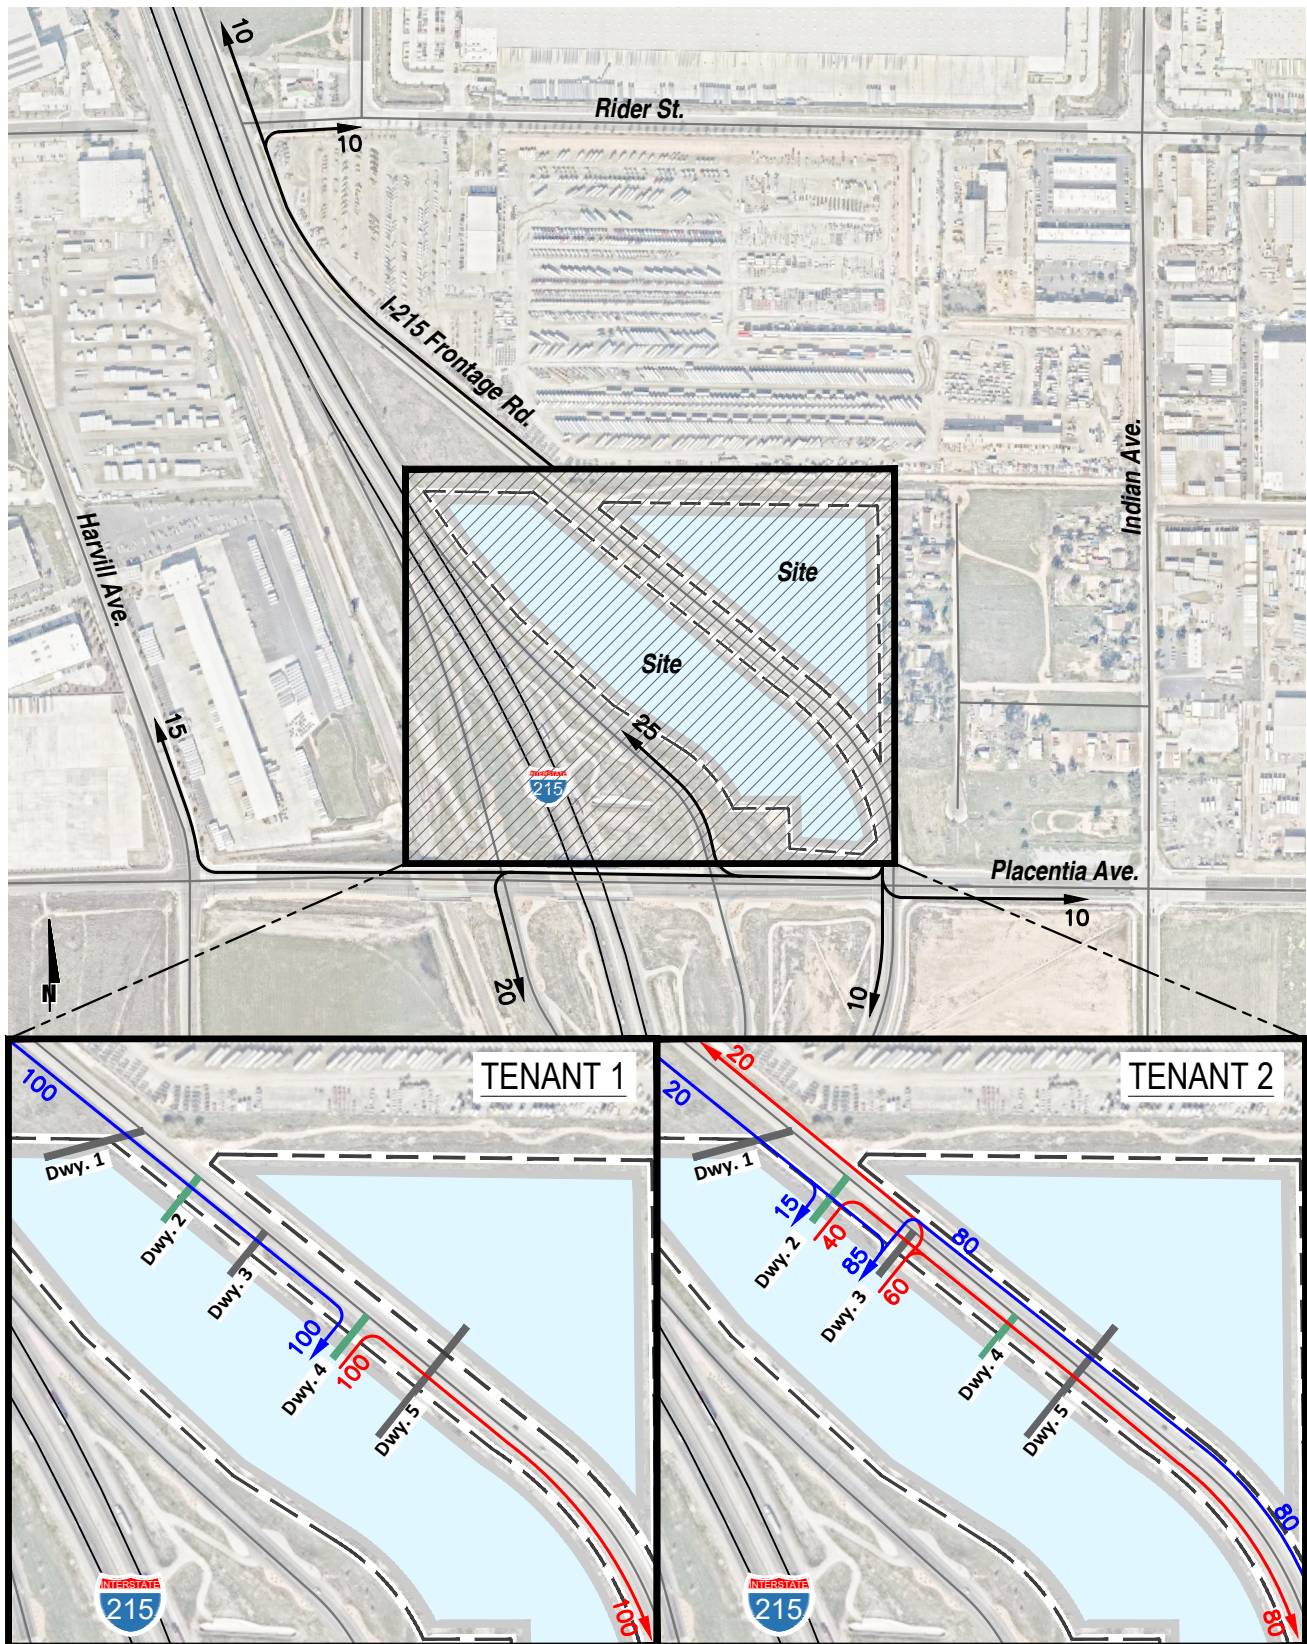 10
Rider St.
10
I-215 Frontage Rd.
Indian Ave.
Harvill Ave.
Site
Site
15
25
INTERSTATE
215
Placentia Ave.
10
20
10
N
TENANT 1
100
Dwy. 1
Dwy. 2
Dwy. 3
100
Dwy. 4
100
Dwy. 5
INTERSTATE
215
100
TENANT 2
20
20
Dwy. 1
15
Dwy. 2
40
80
85
Dwy. 3
60
Dwy. 4
Dwy. 5
80
INTERSTATE
215
80